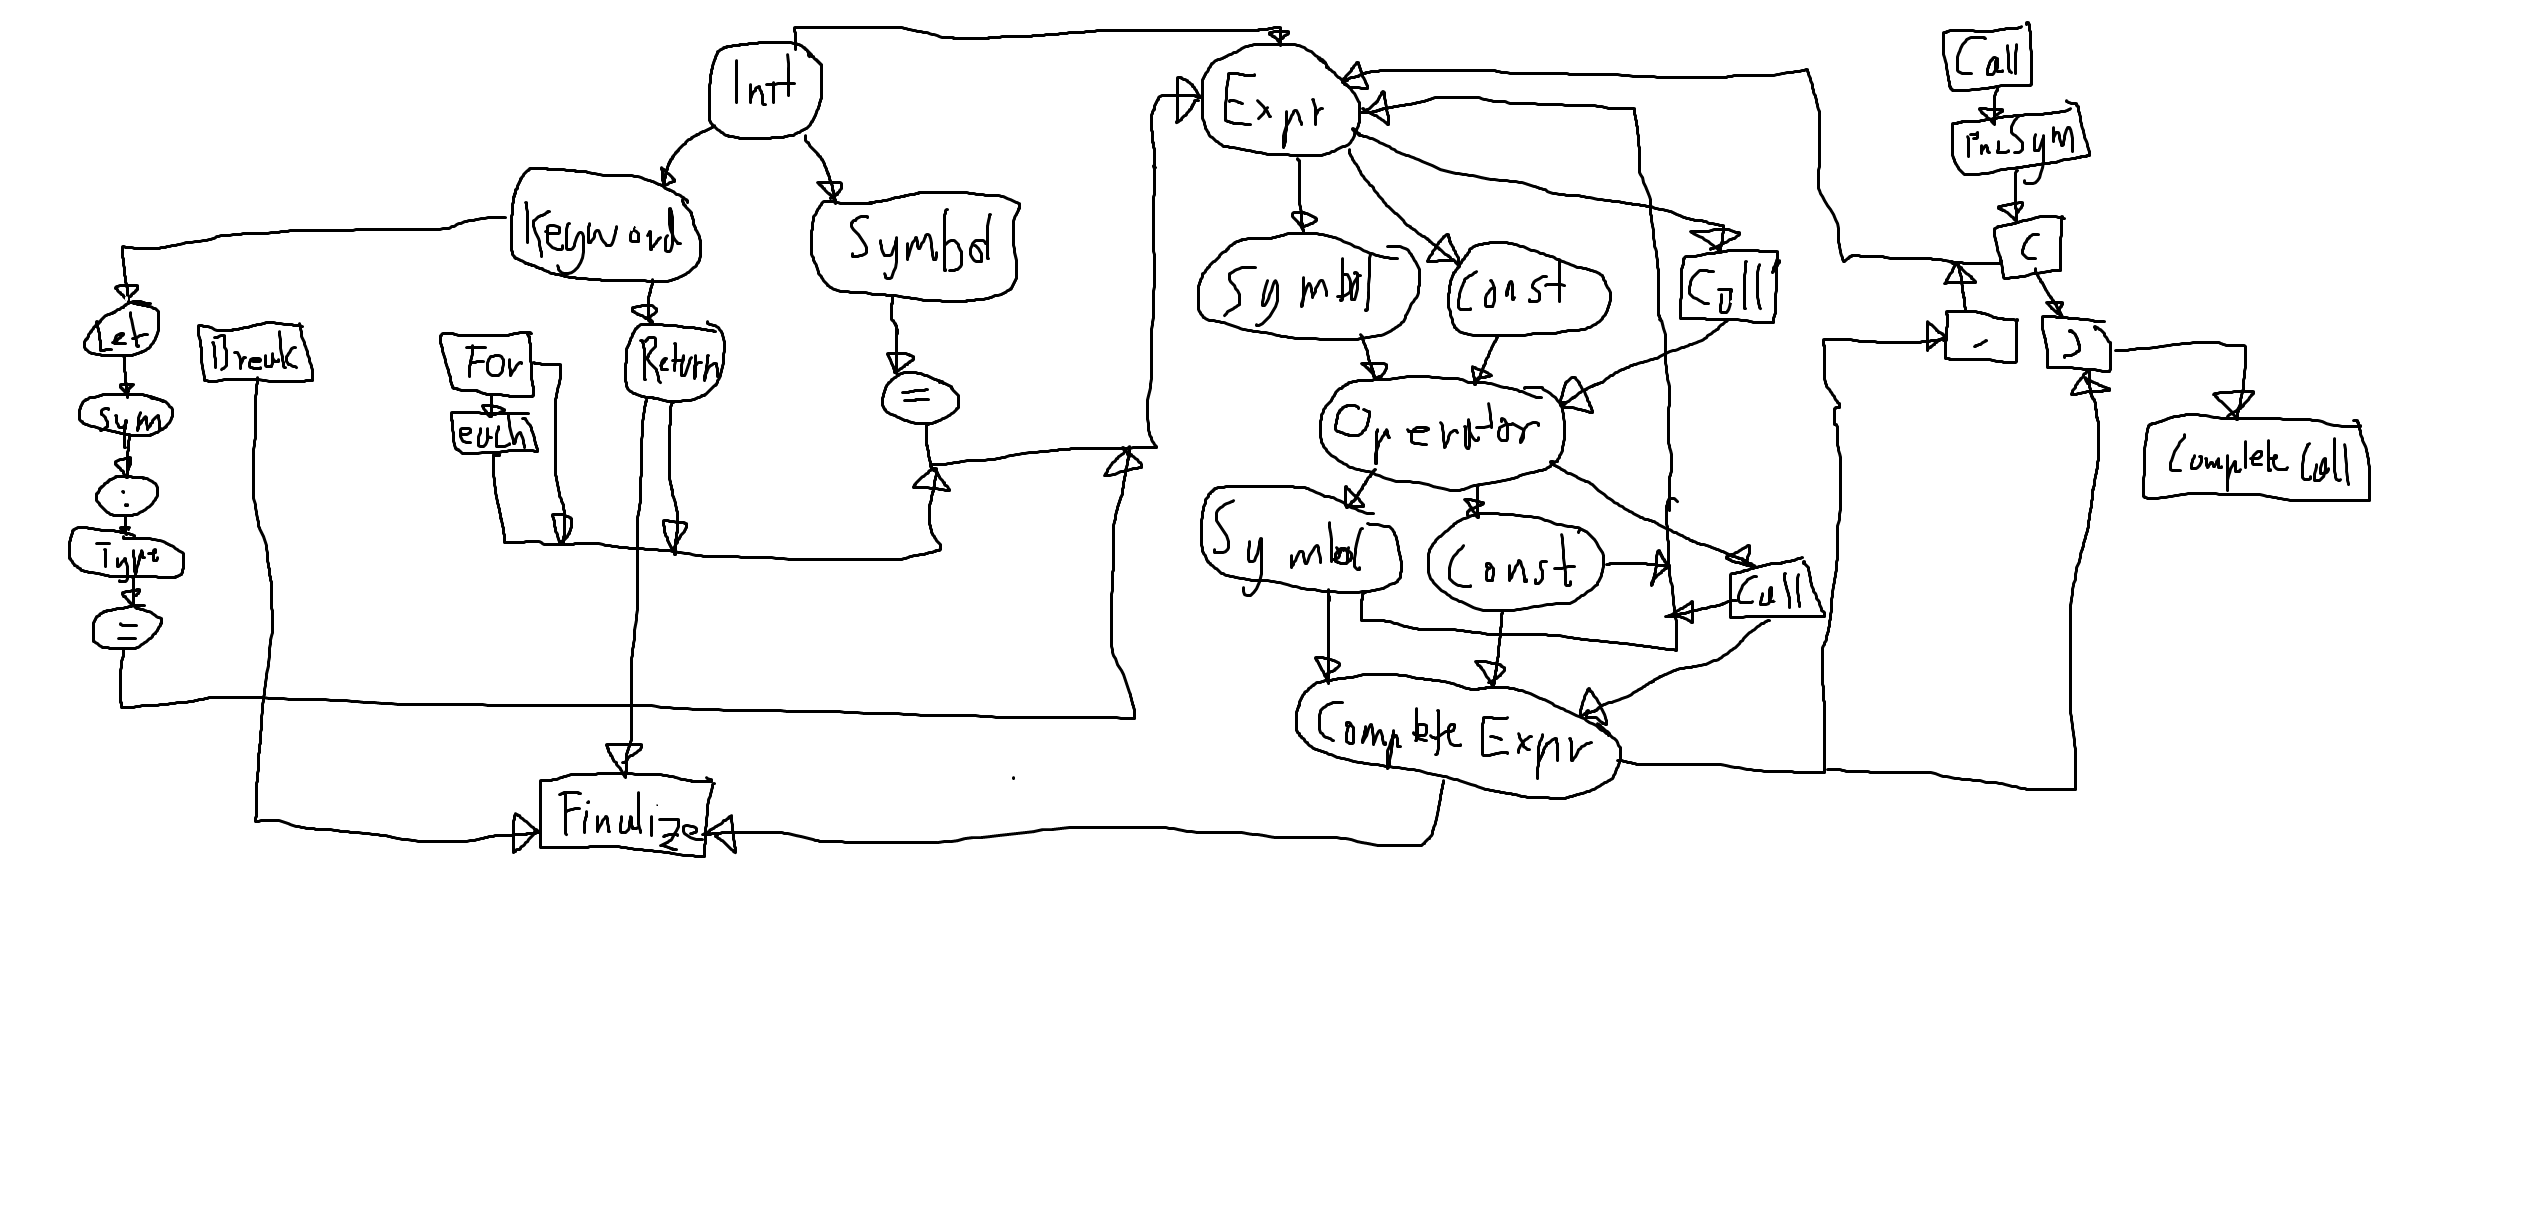 Init
Expr
Call
FncSym
Keyword
Symbol
(
Let
Break
For
Return
Symbol
Const
Call
,
)
Sym
each
=
Operator
Complete Call
:
Type
Symbol
Const
Call
=
Complete Expr
Finalize